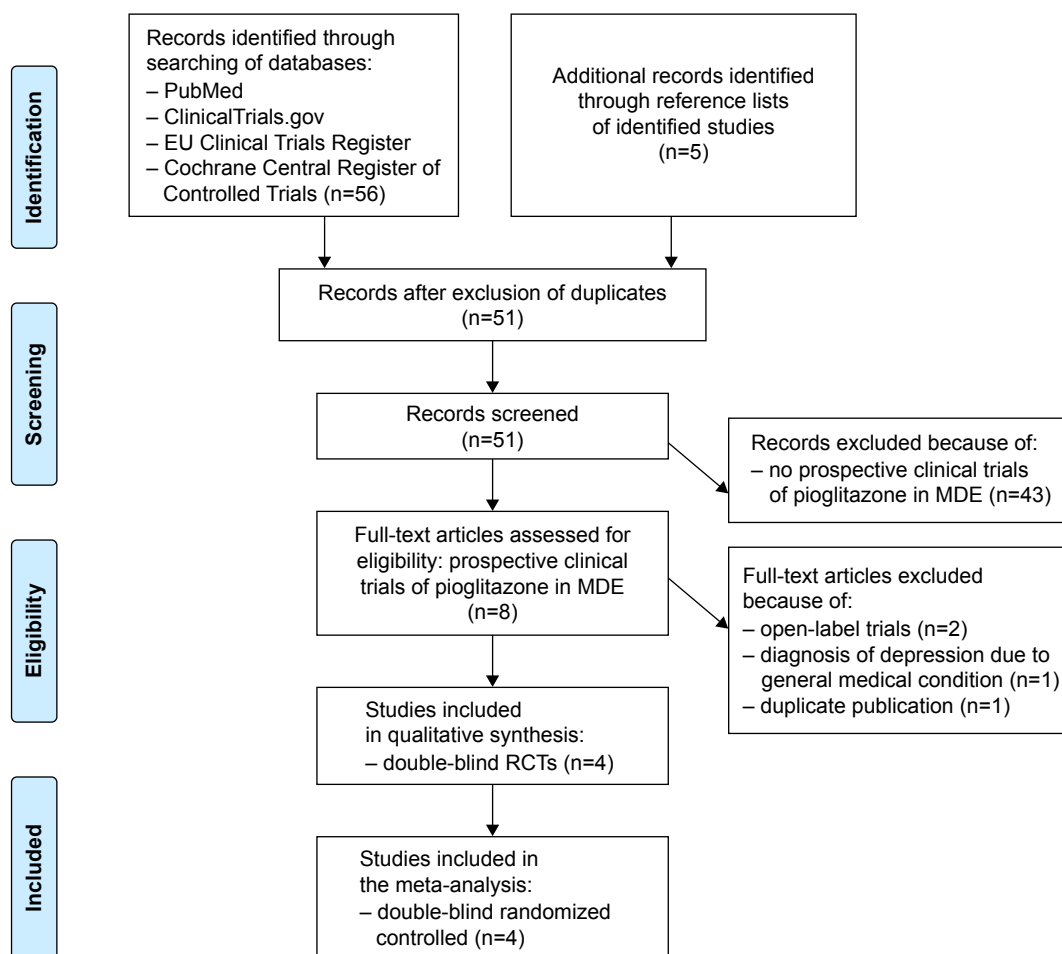 Identification
Records identified through
searching of databases:
– PubMed
– ClinicalTrials.gov
– EU Clinical Trials Register
– Cochrane Central Register of
Controlled Trials (n=56)
Additional records identified
through reference lists
of identified studies
(n=5)
Records after exclusion of duplicates
(n=51)
Screening
Records screened
(n=51)
Records excluded because of:
– no prospective clinical trials
of pioglitazone in MDE (n=43)
Eligibility
Full-text articles assessed for
eligibility: prospective clinical
trials of pioglitazone in MDE
(n=8)
Full-text articles excluded
because of:
– open-label trials (n=2)
– diagnosis of depression due to
general medical condition (n=1)
– duplicate publication (n=1)
Studies included
in qualitative synthesis:
– double-blind RCTs (n=4)
Included
Studies included in
the meta-analysis:
– double-blind randomized
controlled (n=4)